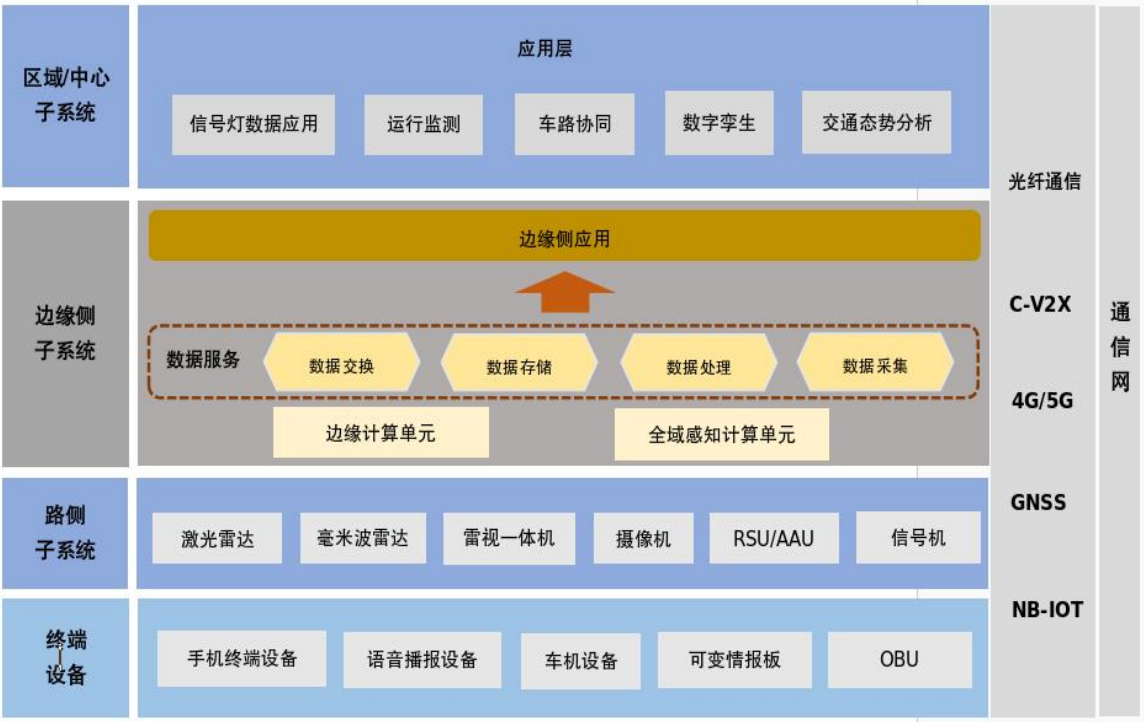 区域/中心
子系统
应用层
信号灯数据应用
运行监测
车路协同
数字孪生
交通态势分析
边缘侧
子系统
边缘侧应用
数据服务
数据交换
数据存储
数据处理
数据采集
边缘计算单元
全域感知计算单元
路侧
子系统
激光雷达
毫米波雷达
雷视一体机
摄像机
RSU/AAU
信号机
终端
设备
手机终端设备
语音播报设备
车机设备
可变情报板
OBU
光纤通信
C-V2X
4G/5G
GNSS
NB-IOT
通
信
网